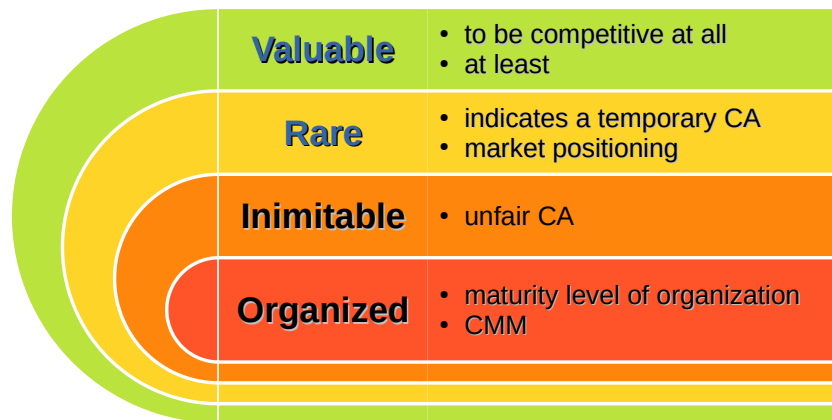 Valuable
• to be competitive at all
• at least
Rare
• indicates a temporary CA
• market positioning
Inimitable
• unfair CA
Organized
• maturity level of organization
• CMM